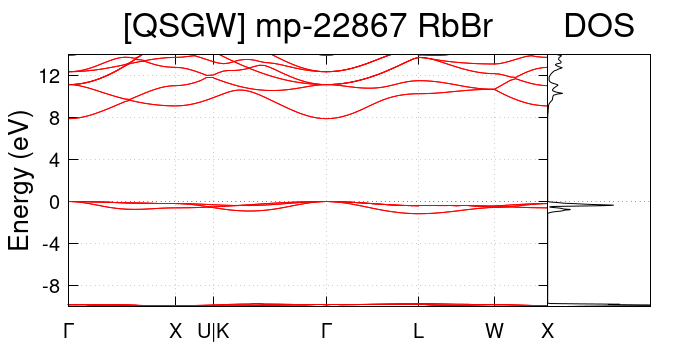 [QSGW] mp-22867 RbBr DOS
Energy (eV)
12
8
4
0
-4
-8
Γ X U|K Γ L W X